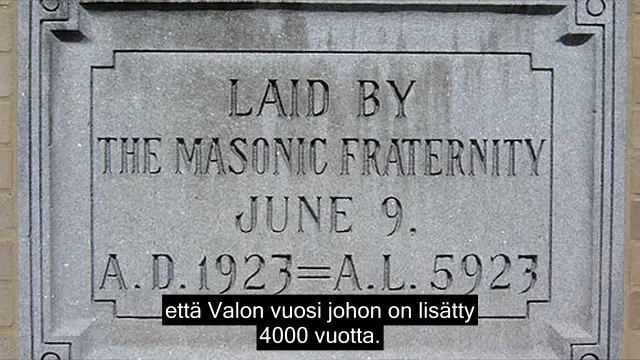 LAID BY
THE MASONIC FRATERNITY
JUNE 9.
A.D. 1923=A.L. 5923
että Valon vuosi johon on lisätty
4000 vuotta.